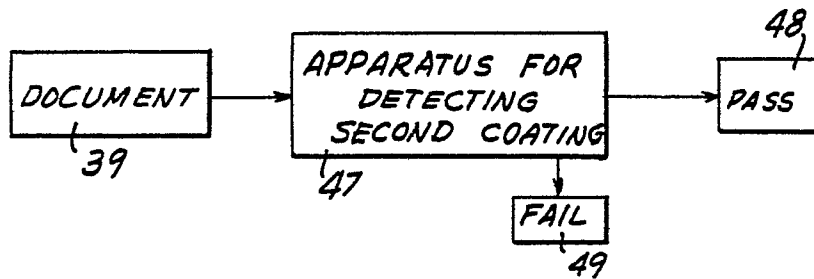 DOCUMENT
39
APPARATUS FOR
DETECTING
SECOND COATING
47
48
PASS
FAIL
49